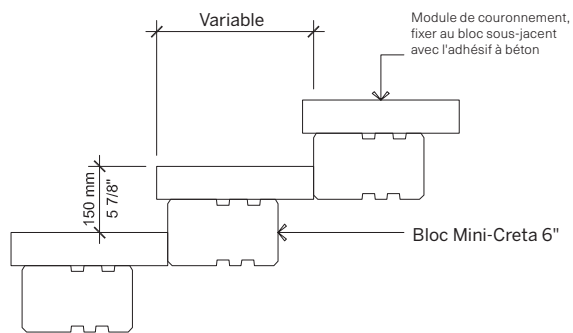 Variable
Module de couronnement,
fixer au bloc sous-jacent
avec l'adhésif à béton
150 mm
5 7/8"
Bloc Mini-Creta 6"